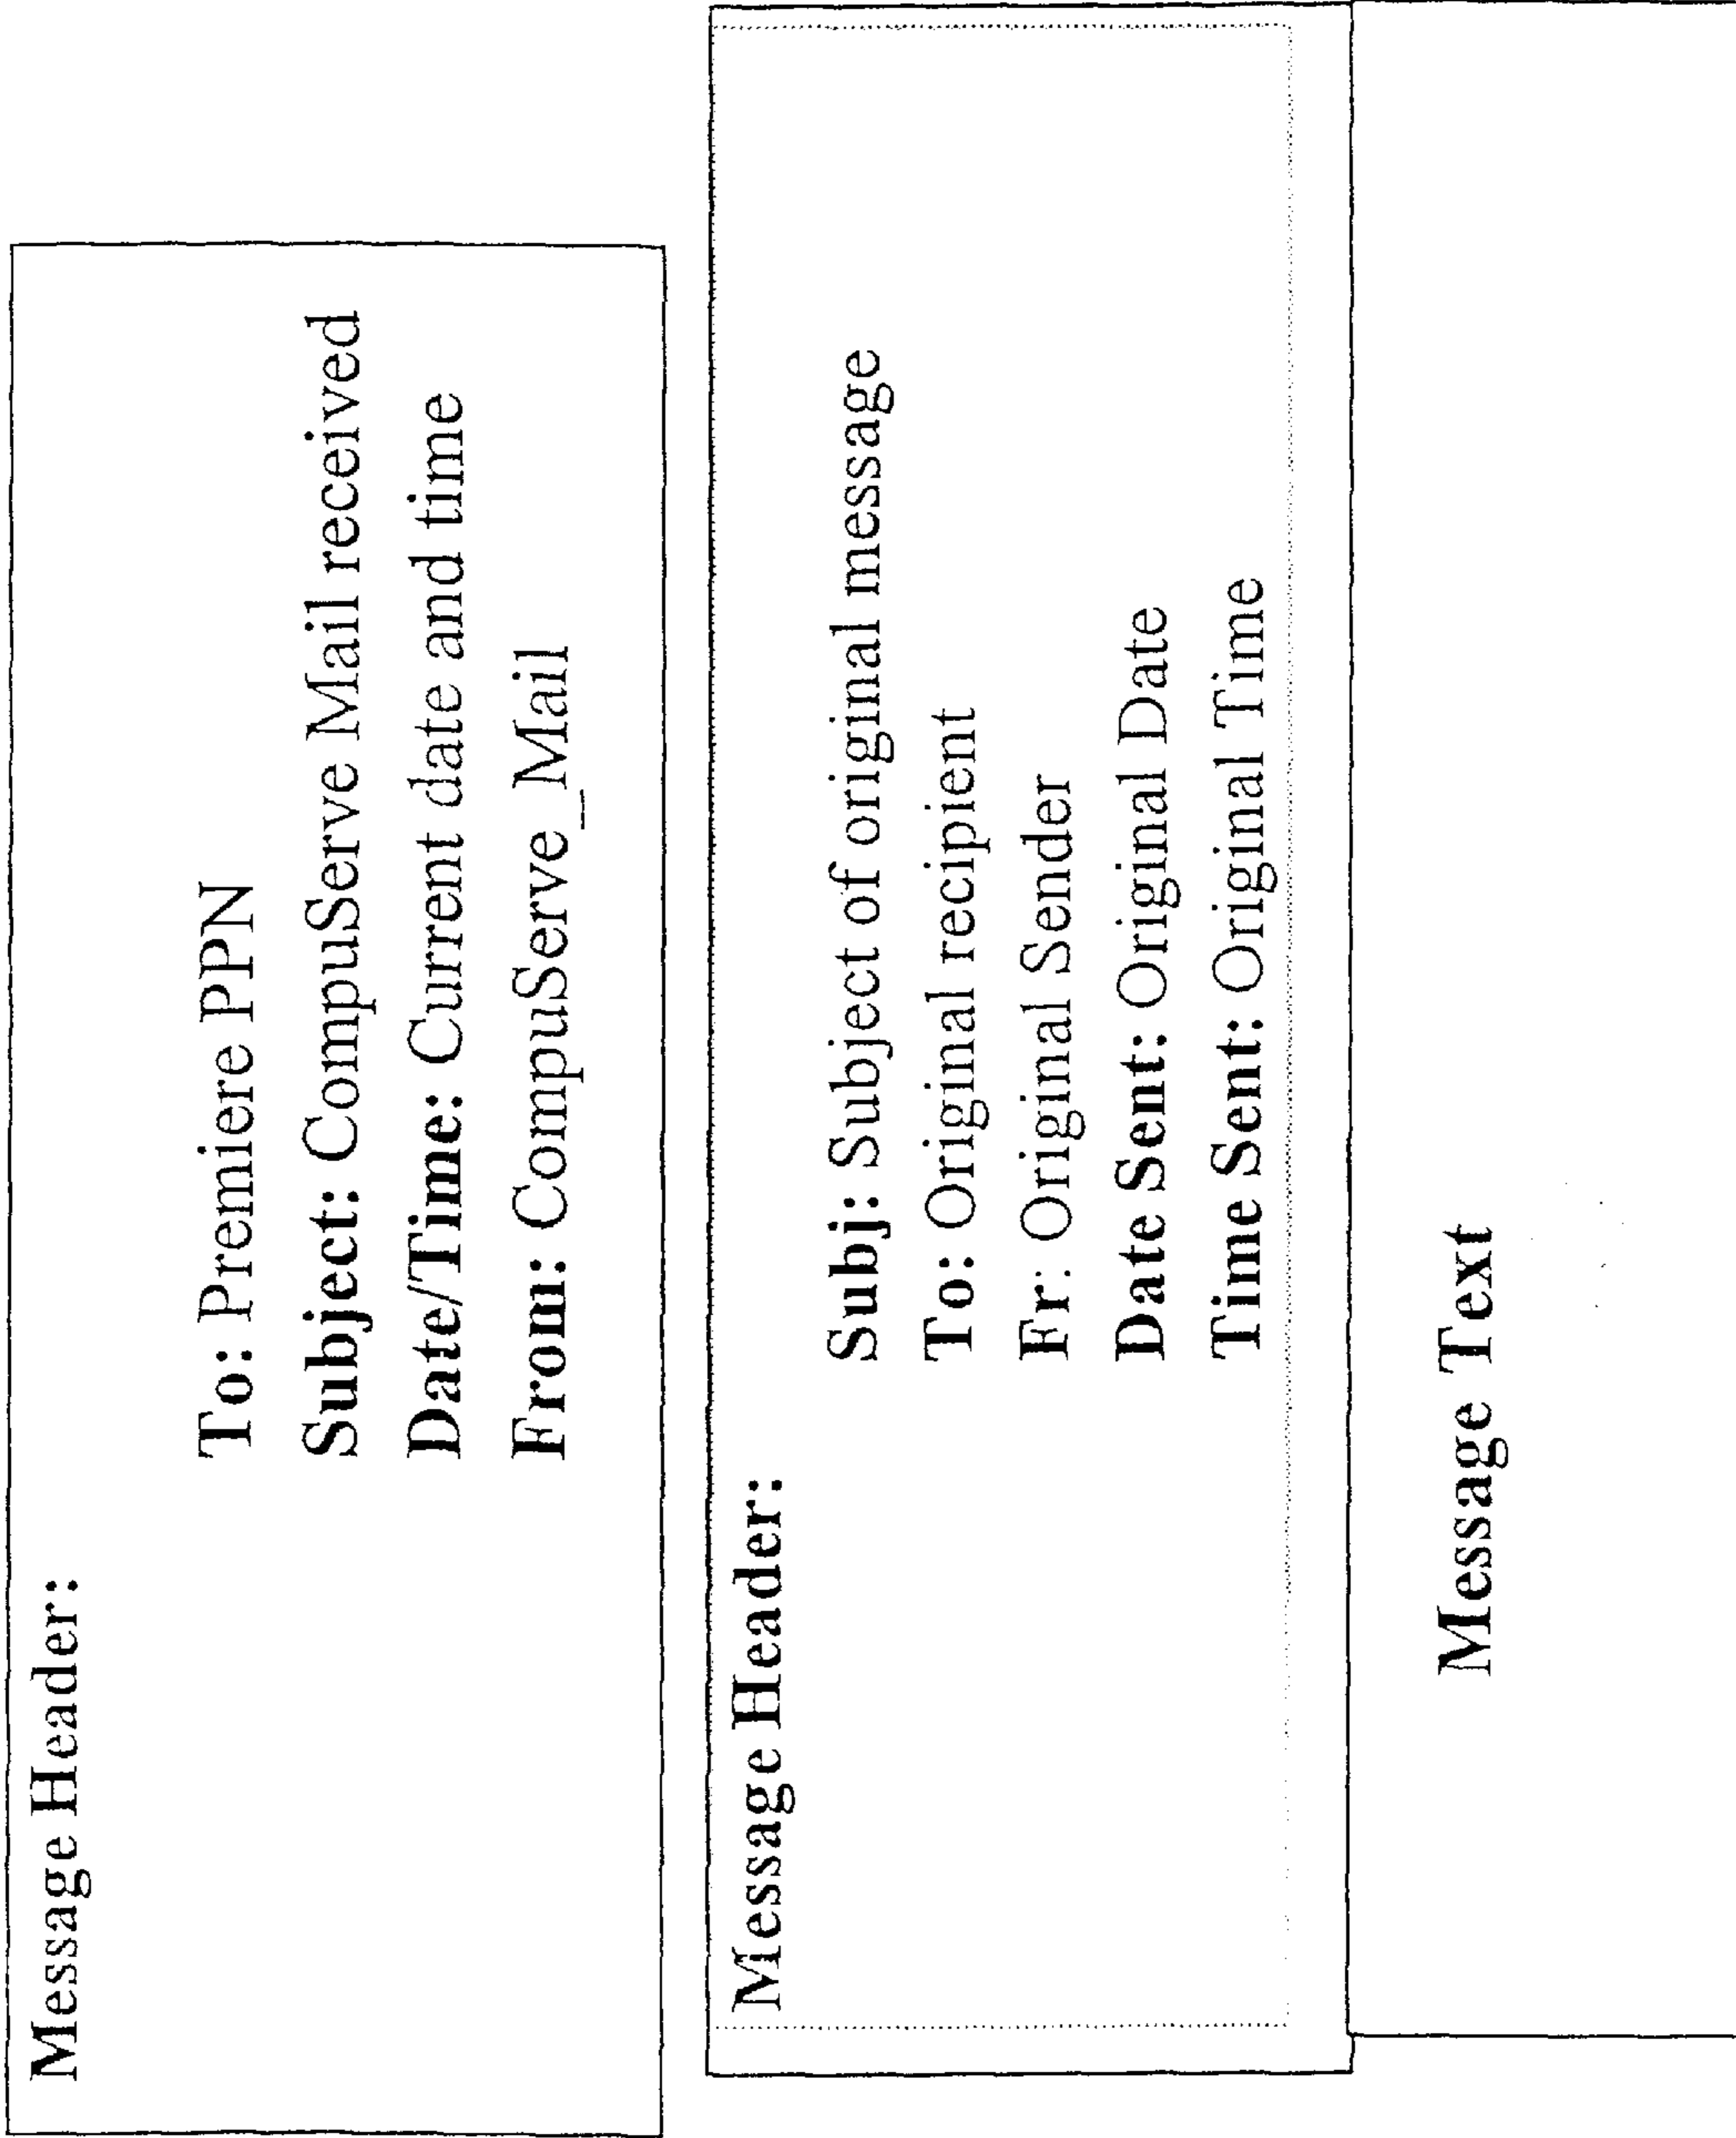 Message Header:
To: Premiere PPN
Subject: CompuServe Mail received
Date/Time: Current date and time
From: CompuServe_Mail
Message Header:
Subj: Subject of original message
To: Original recipient
Fr: Original Sender
Date Sent: Original Date
Time Sent: Original Time
Message Text